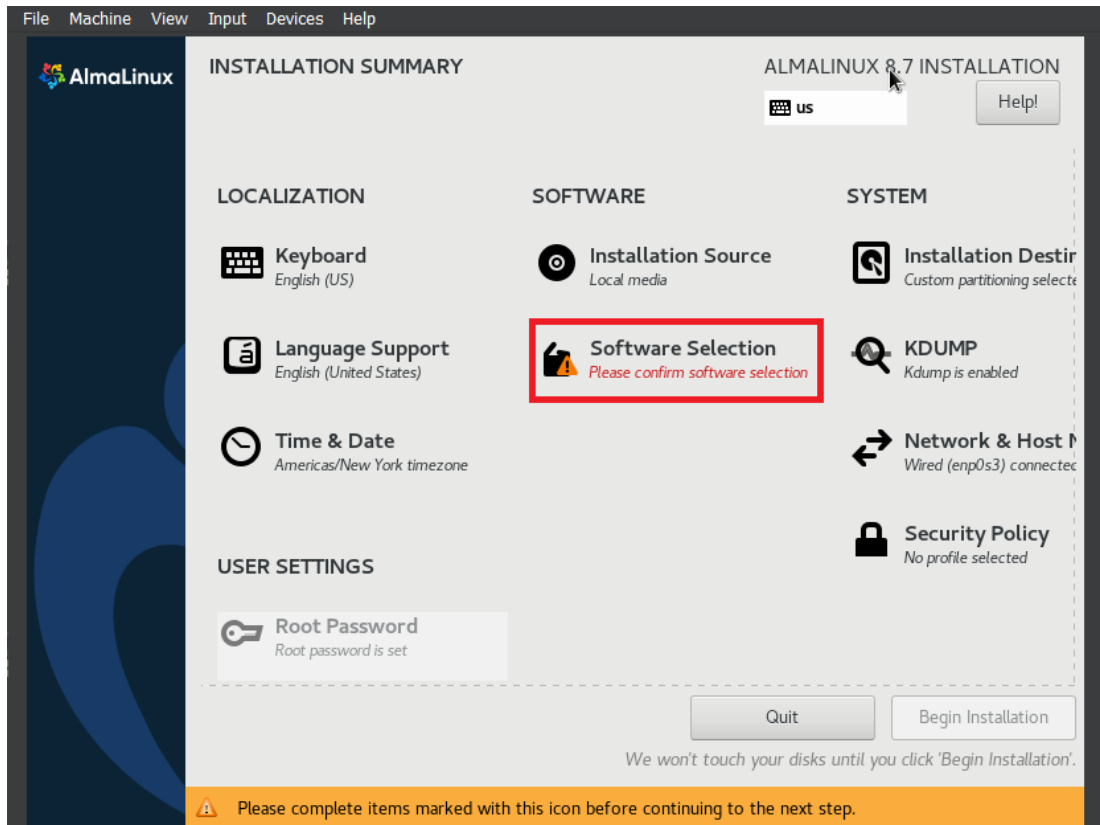 File Machine View Input Devices Help
AlmaLinux
INSTALLATION SUMMARY
ALMALINUX 8.7 INSTALLATION
us
Help!
LOCALIZATION
SOFTWARE
SYSTEM
Keyboard
English (US)
Installation Source
Local media
Installation Destin
Custom partitioning selecte
Language Support
English (United States)
Software Selection
Please confirm software selection
KDUMP
Kdump is enabled
Time & Date
Americas/New York timezone
Network & Host N
Wired (enp0s3) connected
Security Policy
No profile selected
USER SETTINGS
Root Password
Root password is set
Quit
Begin Installation
We won't touch your disks until you click 'Begin Installation'.
Please complete items marked with this icon before continuing to the next step.